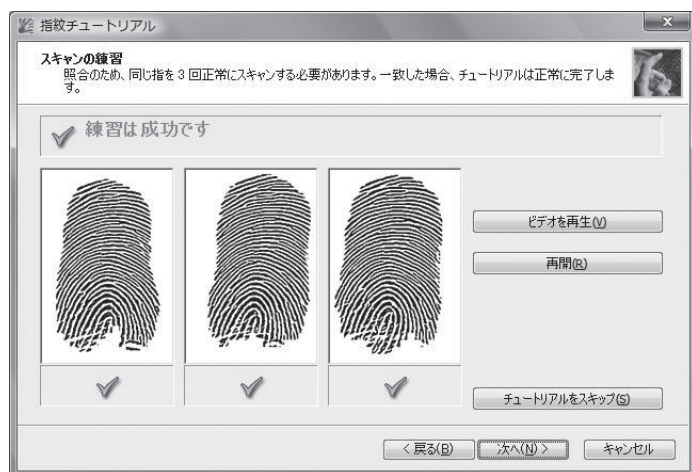 指紋チュートリアル
スキャンの練習
照合のため、同じ指を 3 回正常にスキャンする必要があります。一致した場合、チュートリアルは正常に完了しま
す。
練習は成功です
ビデオを再生(V)
再開(R)
チュートリアルをスキップ(S)
< 戻る(B)
次へ(N) >
キャンセル